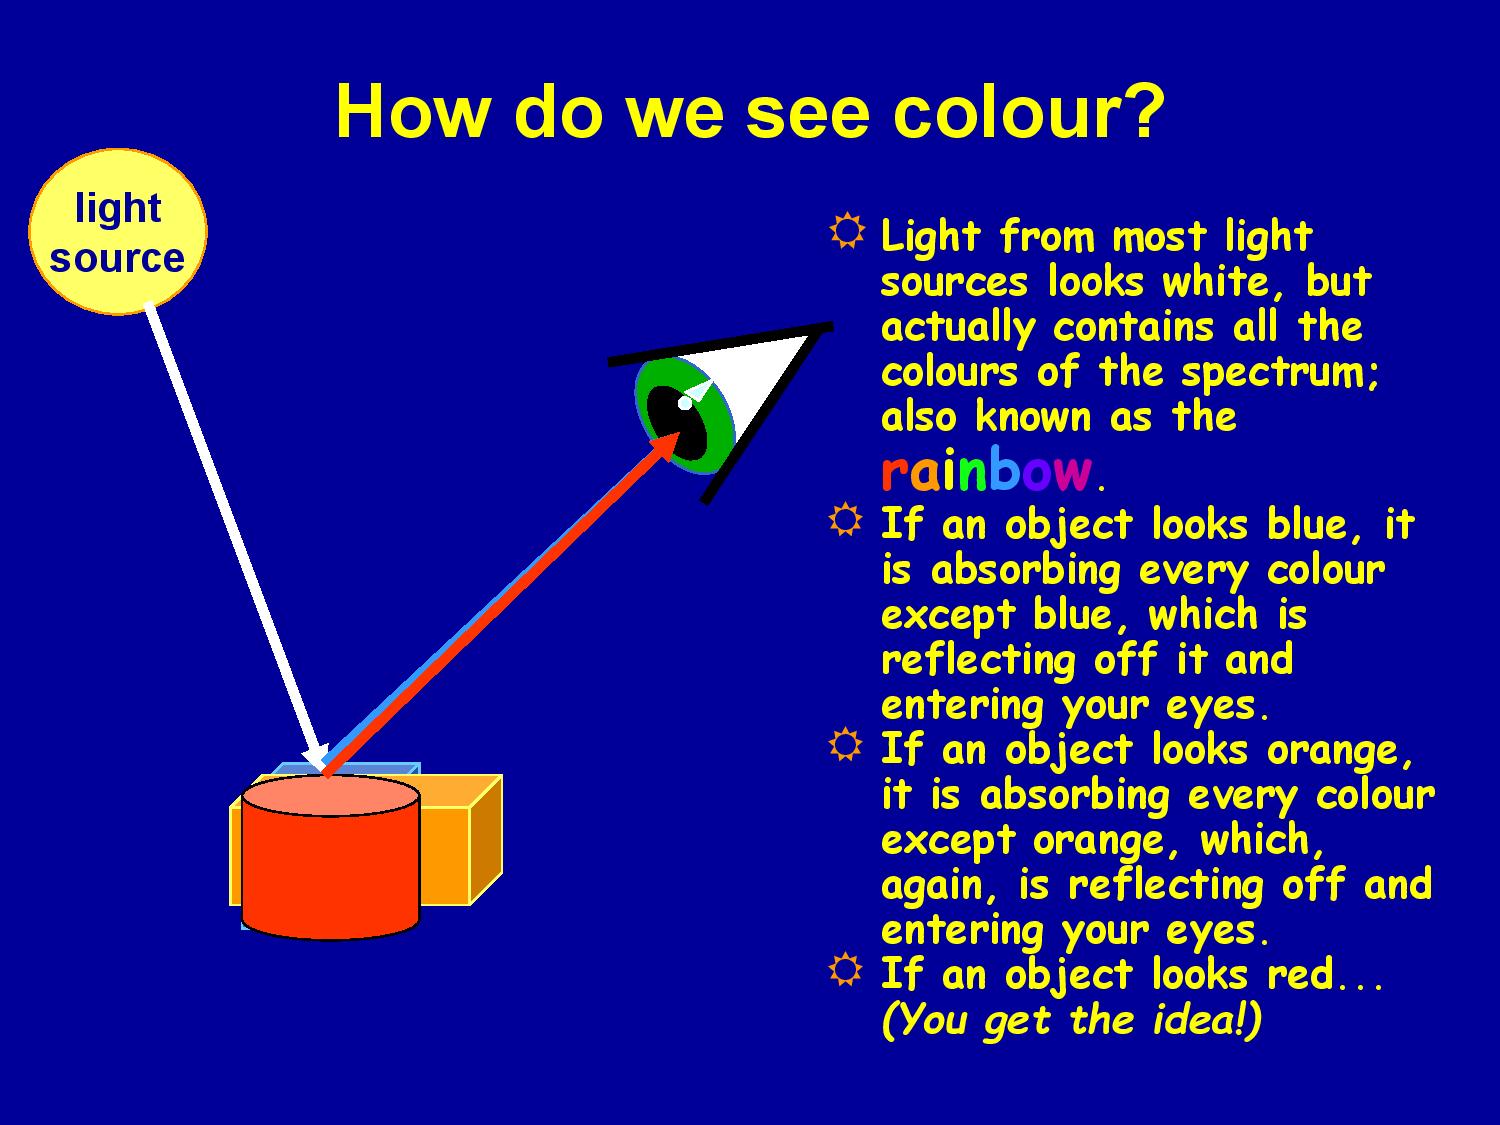 How do we see colour?
light
source
Light from most light
sources looks white, but
actually contains all the
colours of the spectrum;
also known as the
rainbow.
If an object looks blue, it
is absorbing every colour
except blue, which is
reflecting off it and
entering your eyes.
If an object looks orange,
it is absorbing every colour
except orange, which,
again, is reflecting off and
entering your eyes.
If an object looks red...
(You get the idea!)